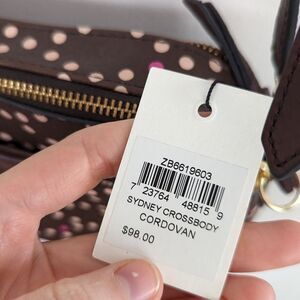 ZB6619603
7 23764 48815 9
SYDNEY CROSSBODY
CORDOVAN
$98.00